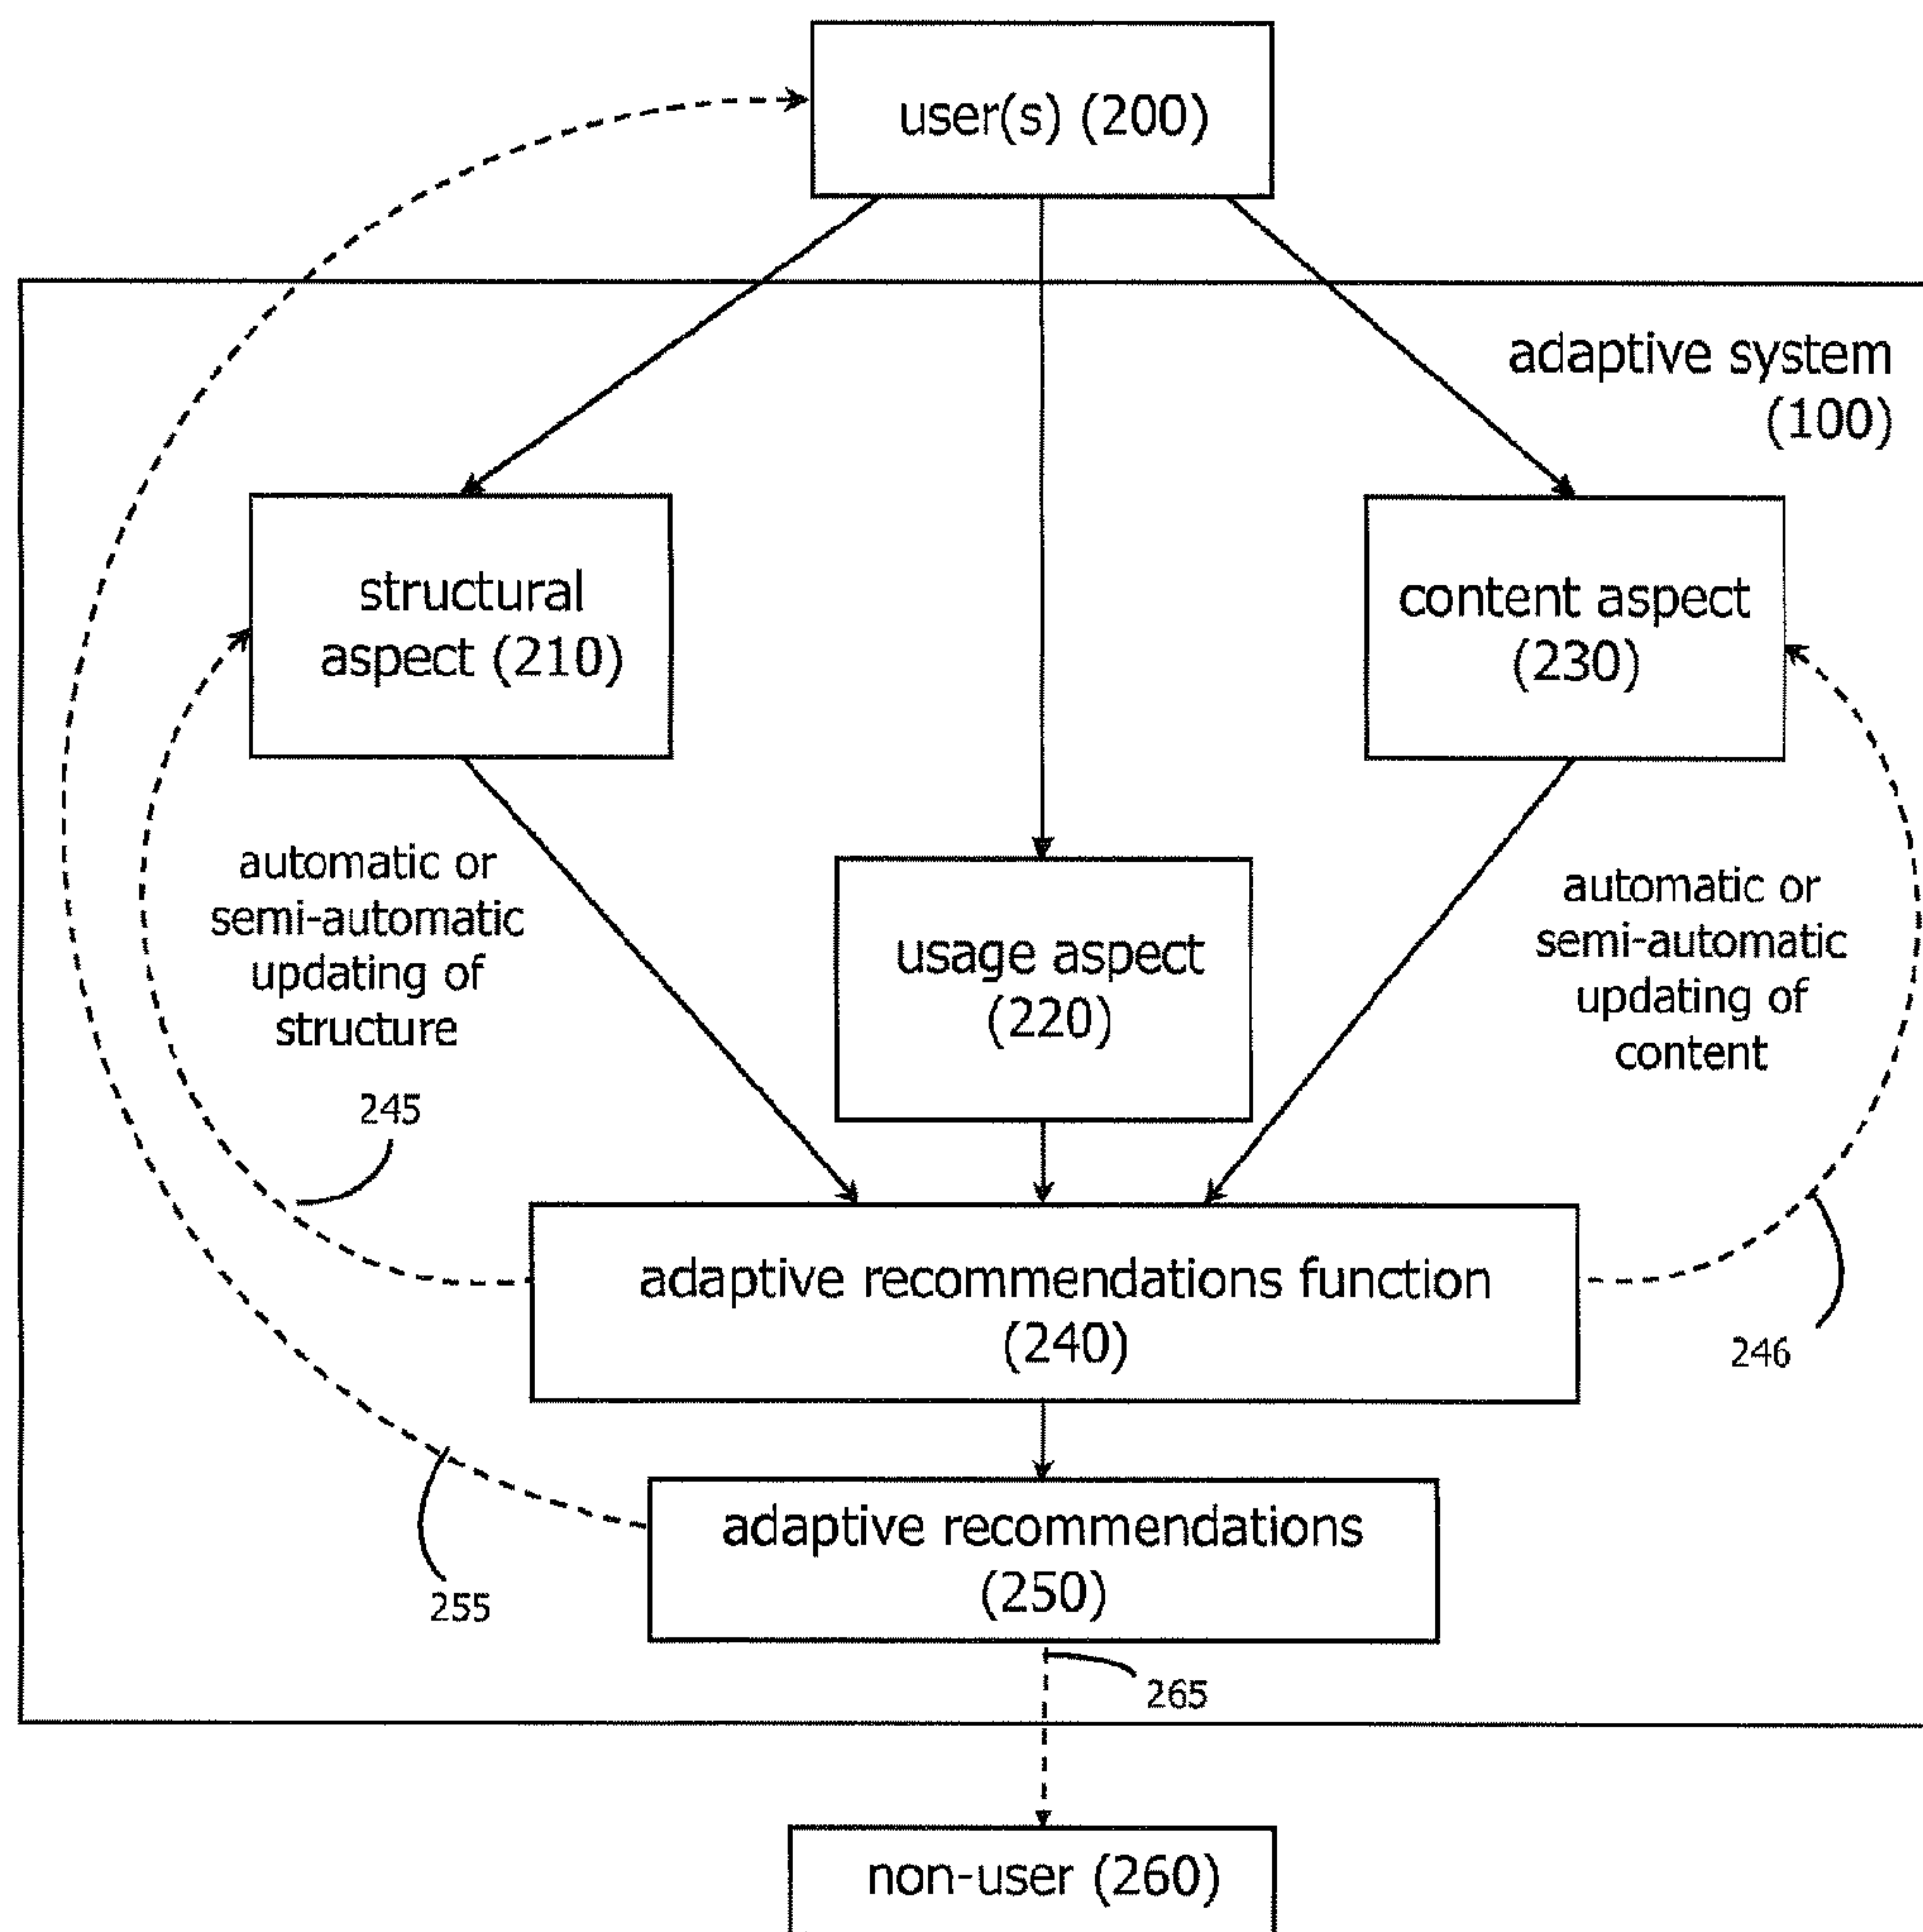 user(s) (200)
adaptive system
(100)
structural
aspect (210)
content aspect
(230)
automatic or
semi-automatic
updating of
structure
245
usage aspect
(220)
automatic or
semi-automatic
updating of
content
adaptive recommendations function
(240)
246
adaptive recommendations
(250)
255
265
non-user (260)